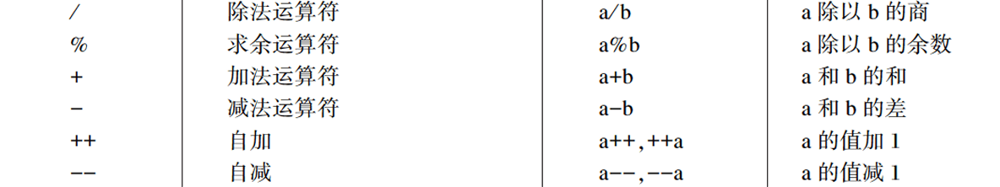 / 除法运算符 a/b a 除以 b 的商
% 求余运算符 a%b a 除以 b 的余数
+ 加法运算符 a+b a 和 b 的和
- 减法运算符 a-b a 和 b 的差
++ 自加 a++,++a a 的值加 1
-- 自减 a--,--a a 的值减 1